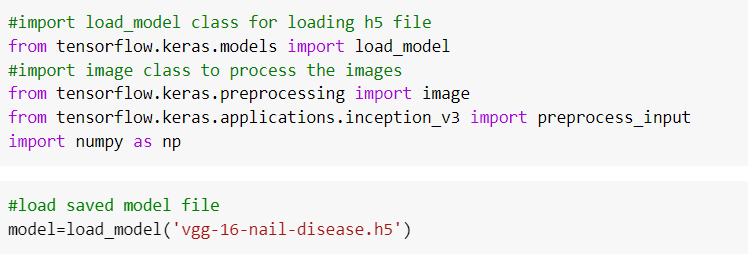 #import load_model class for loading h5 file
from tensorflow.keras.models import load_model
#import image class to process the images
from tensorflow.keras.preprocessing import image
from tensorflow.keras.applications.inception_v3 import preprocess_input
import numpy as np
#load saved model file
model=load_model('vgg-16-nail-disease.h5')